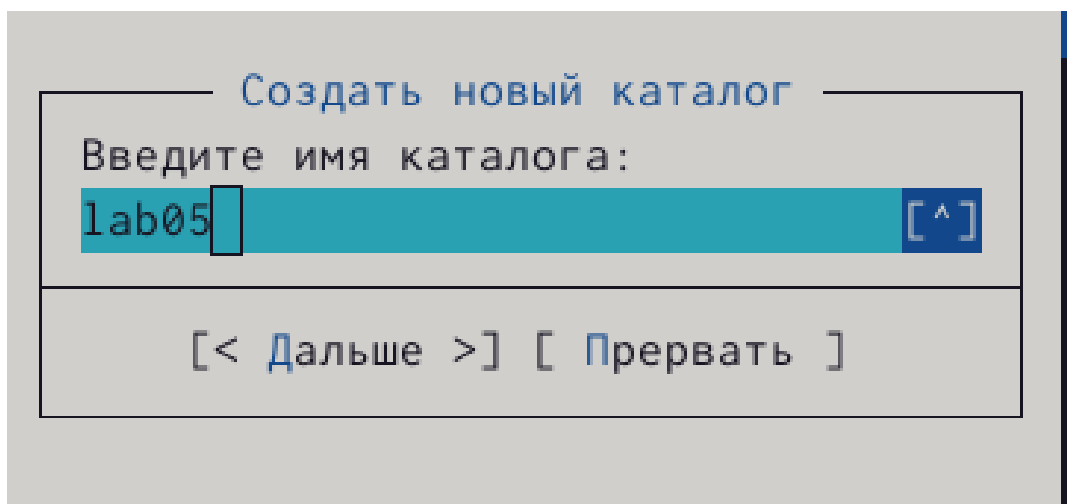 Создать новый каталог
Введите имя каталога:
lab05 [^]
[< Дальше >] [ Прервать ]